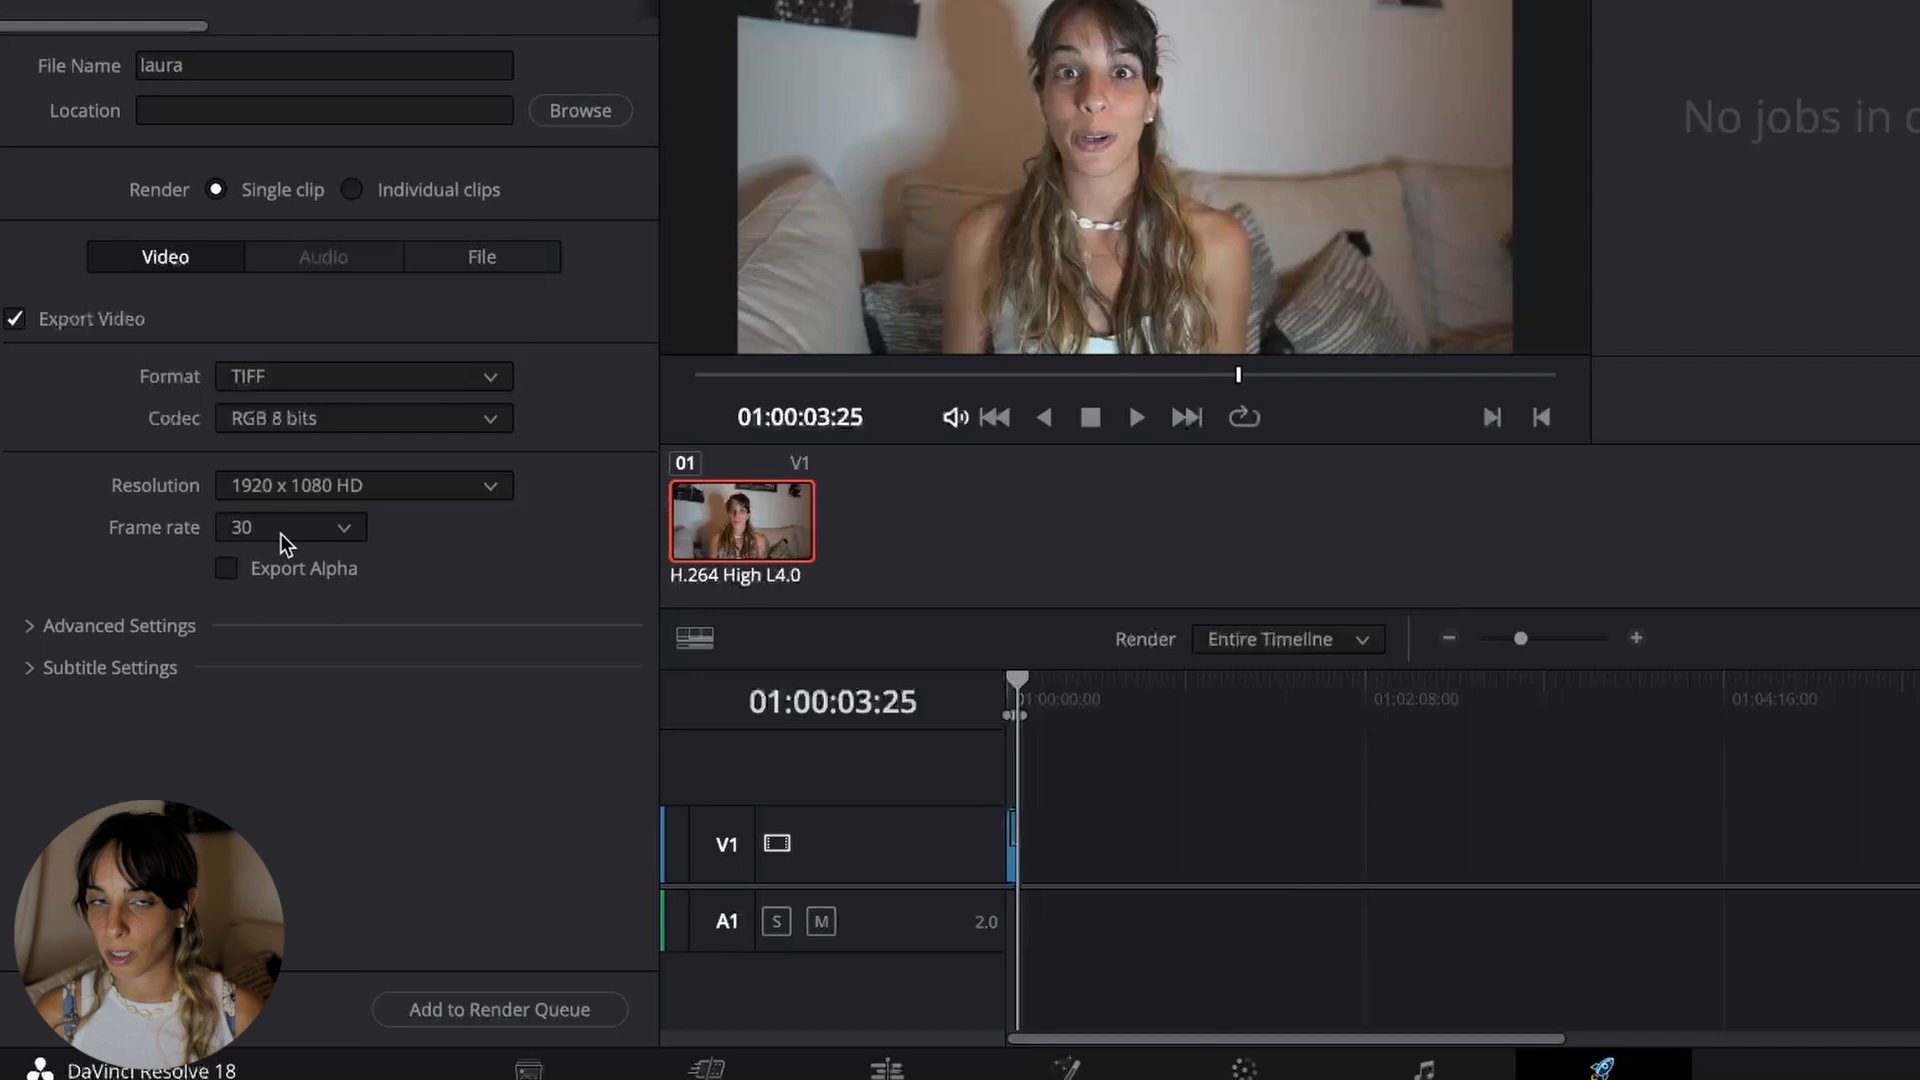 File Name laura
Location Browse
Render Single clip Individual clips
Video Audio File
Export Video
Format TIFF
Codec RGB 8 bits
Resolution 1920 x 1080 HD
Frame rate 30
Export Alpha
Advanced Settings
Subtitle Settings
Add to Render Queue
DaVinci Resolve 18
No jobs in
01:00:03:25
01 V1
H.264 High L4.0
Render Entire Timeline
01:00:03:25
01:00:00:00 01:02:08:00 01:04:16:00
V1
A1 S M 2.0